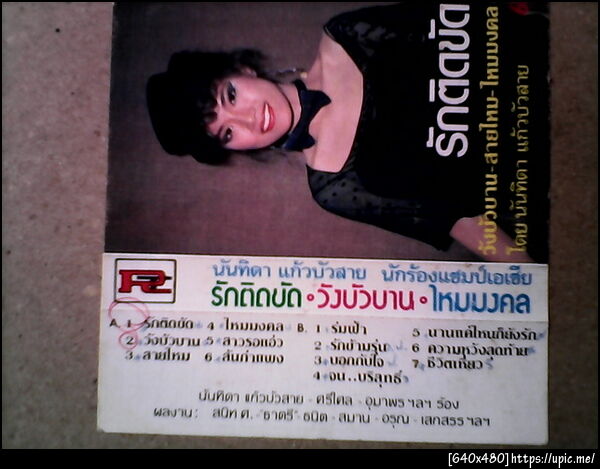 รักติดขัด
วังบัวบาน-สายไหม-ไหมมงคล
โดย นันทิดา แก้วบัวสาย
นันทิดา แก้วบัวสาย นักร้องแชมป์เอเซีย
รักติดขัด • วังบัวบาน • ไหมมงคล
A. 1 รักติดขัด 4 ไหมมงคล B. 1 ร่มฟ้า 5 นานแค่ไหนก็ยังรัก
2 วังบัวบาน 5 สาวรอแอ่ว 2 รักข้ามรุ่น 6 ความหวังสุดท้าย
3 สายไหม 6 สันกำแพง 3 บอกกับใจ 7 ชีวิตเหี่ยว
4 จน..บริสุทธิ์
นันทิดา แก้วบัวสาย - ศรีไศล - อุมาพร ฯลฯ ร้อง
ผลงาน: สนิท ศ. "ธาตรี" ชนิต - สมาน - อรุณ - เสกสรร ฯลฯ
[640x480]https://upic.me/